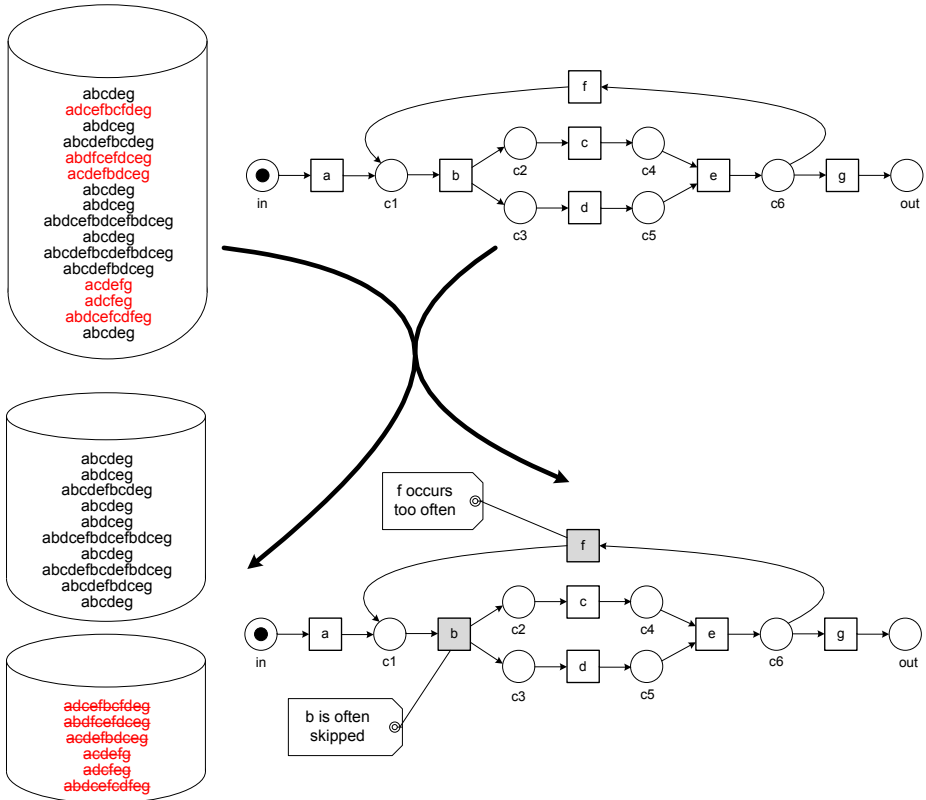 abcdeg
adcefbcfdeg
abdceg
abcdefbcdeg
abdfcefdceg
acdefbdceg
abcdeg
abdceg
abdcefbdcefbdceg
abcdeg
abcdefbcdefbdceg
abcdefbdceg
acdefg
adcfeg
abdcefcdfeg
abcdeg
f
c
c2
c4
a
b
e
g
in
c1
c6
out
d
c3
c5
abcdeg
abdceg
abcdefbcdeg
abcdeg
abdceg
abdcefbdcefbdceg
abcdeg
abcdefbcdefbdceg
abcdefbdceg
abcdeg
adcefbcfdeg
abdfcefdceg
acdefbdceg
acdefg
adcfeg
abdcefcdfeg
f occurs
too often
f
c
c2
c4
a
b
e
g
in
c1
c6
out
d
c3
c5
b is often
skipped